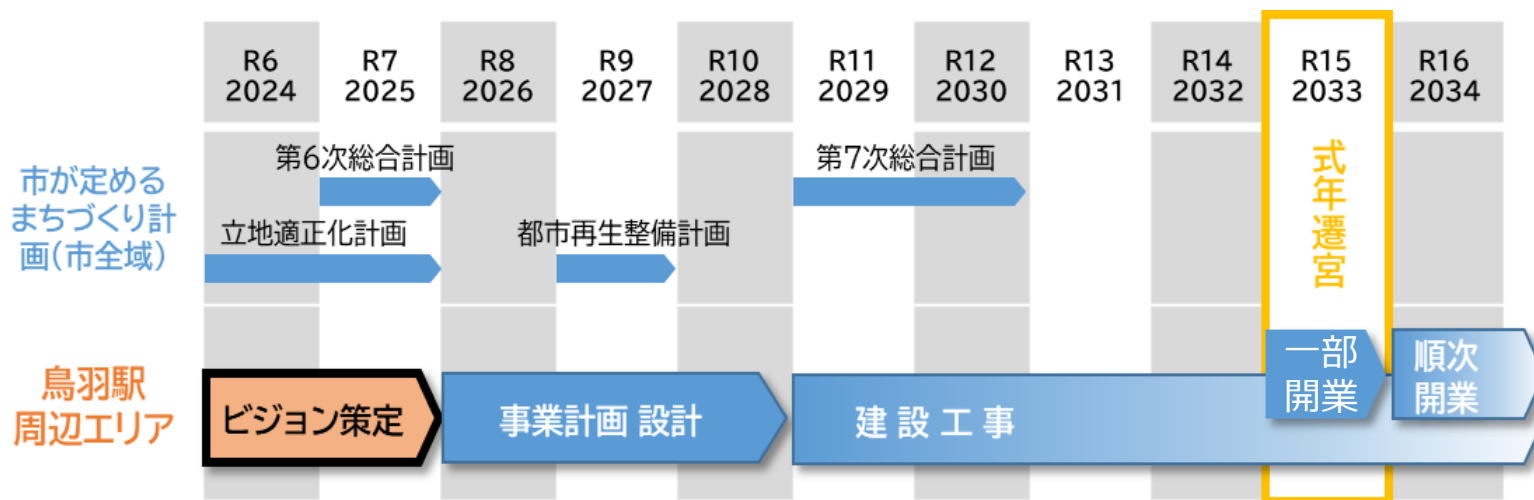 R6 R7 R8 R9 R10 R11 R12 R13 R14 R15 R16
2024 2025 2026 2027 2028 2029 2030 2031 2032 2033 2034
市が定める
まちづくり計
画(市全域)
第6次総合計画
第7次総合計画
立地適正化計画
都市再生整備計画
式年遷宮
鳥羽駅
周辺エリア
ビジョン策定
事業計画 設計
建設工事
一部
開業
順次
開業